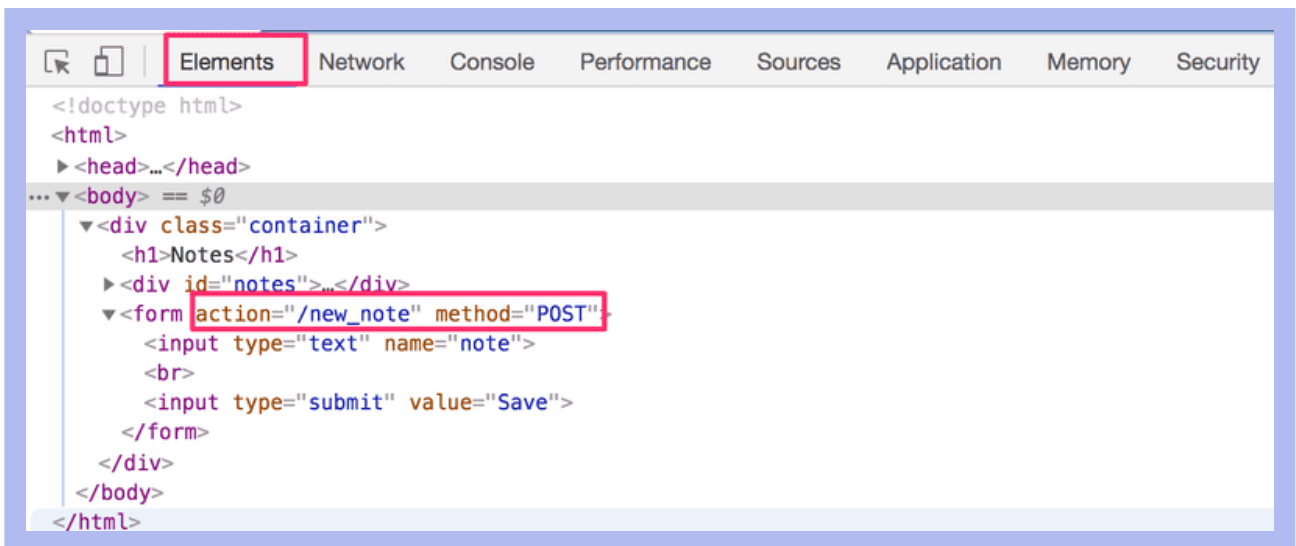 Elements Network Console Performance Sources Application Memory Security
<!doctype html>
<html>
<head>…</head>
<body> == $0
<div class="container">
<h1>Notes</h1>
<div id="notes">…</div>
<form action="/new_note" method="POST">
<input type="text" name="note">
<br>
<input type="submit" value="Save">
</form>
</div>
</body>
</html>